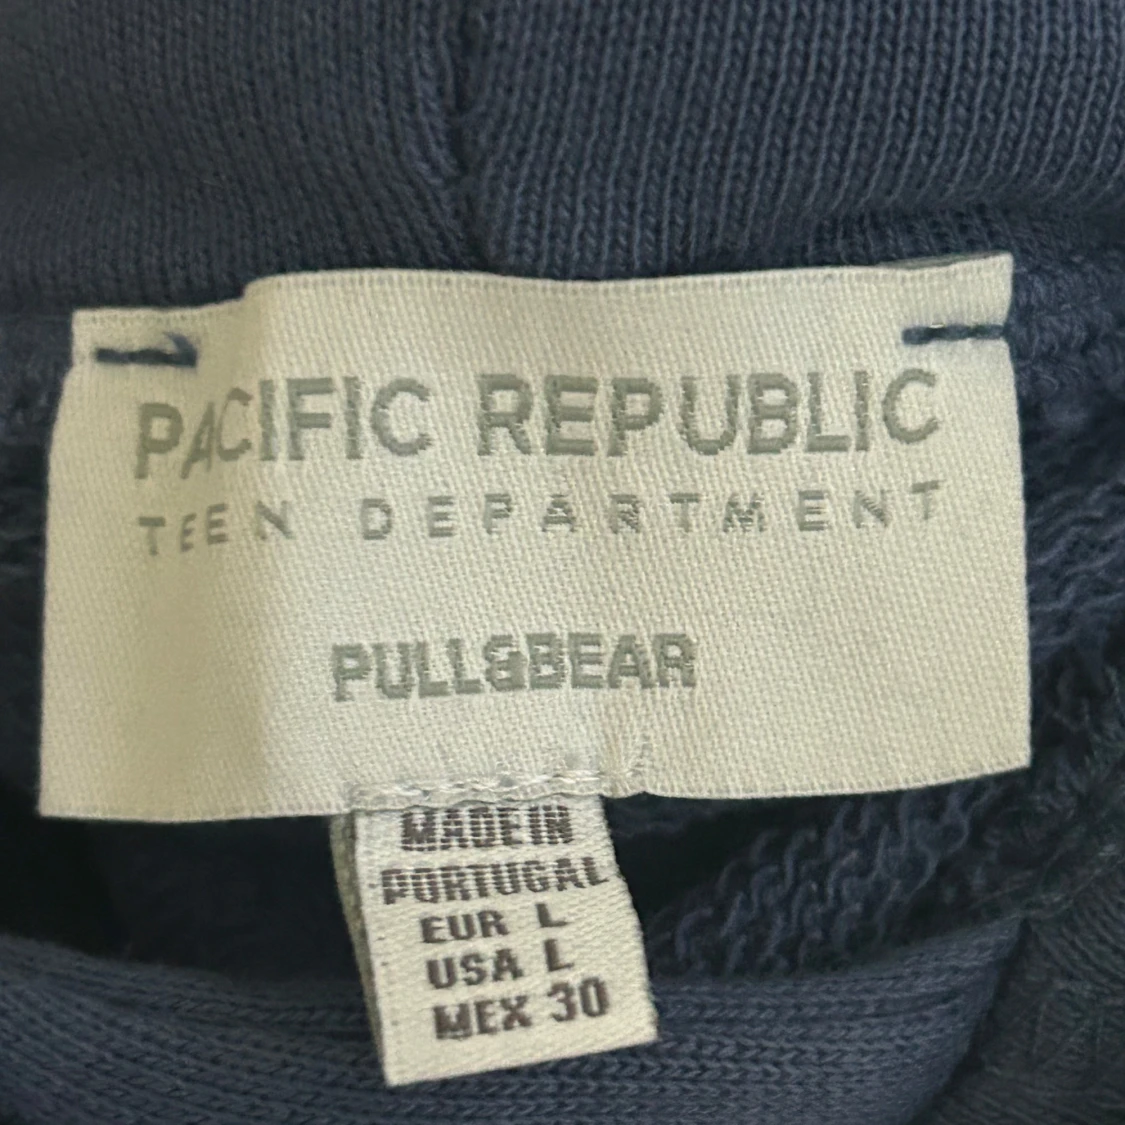 PACIFIC REPUBLIC
TEEN DEPARTMENT
PULL&BEAR
MADE IN
PORTUGAL
EUR L
USA L
MEX 30